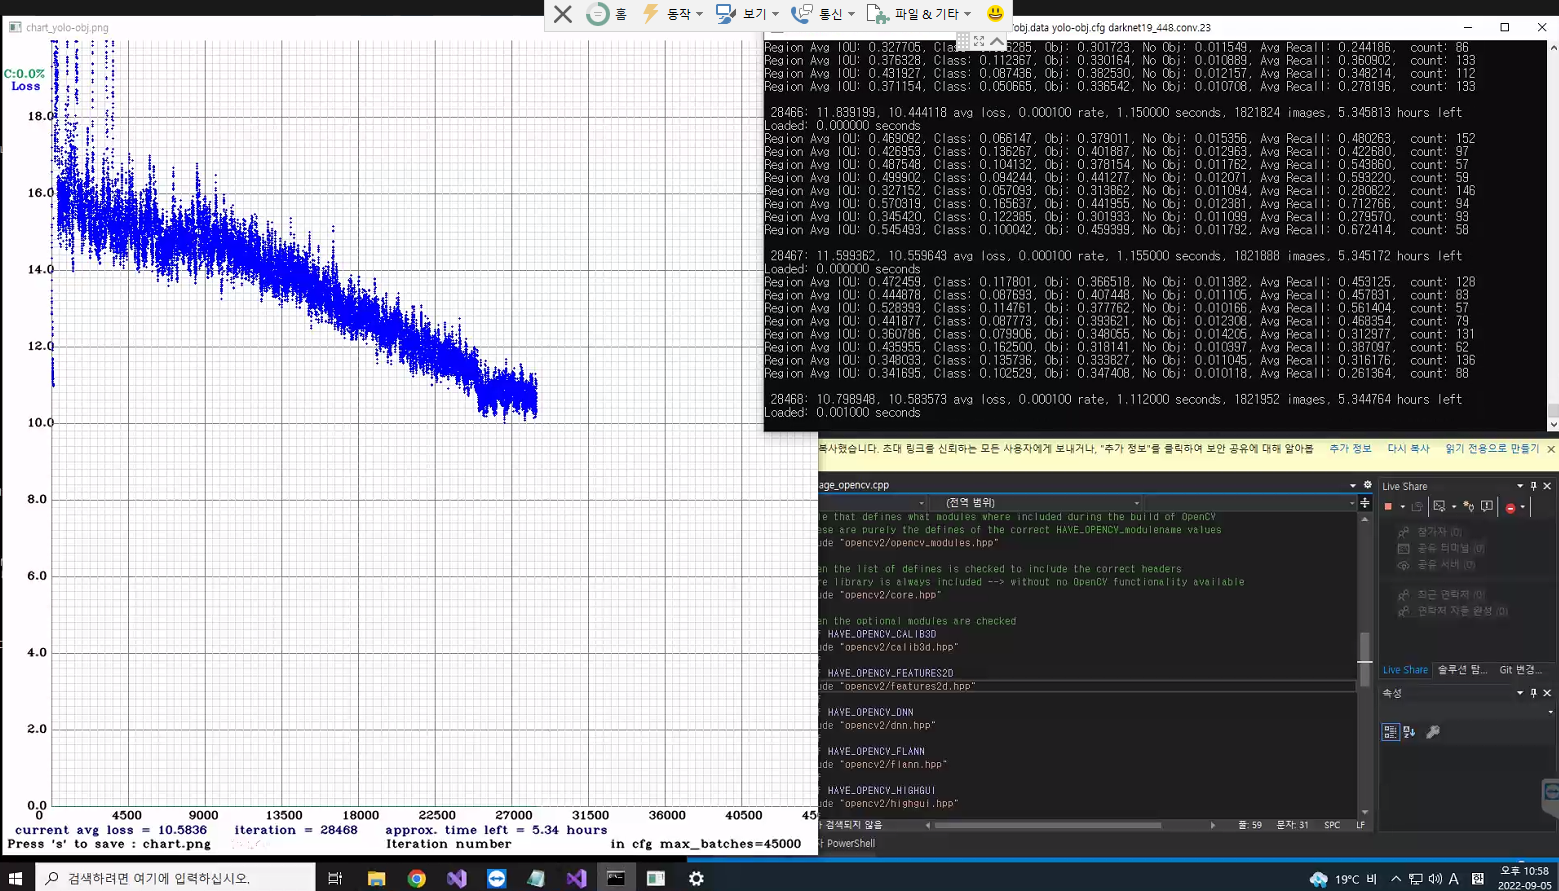 홈 동작 보기 통신 파일 & 기타
chart_yolo-obj.png
C:0.0%
Loss
18.0
16.0
14.0
12.0
10.0
8.0
6.0
4.0
2.0
0.0
0 4500 9000 13500 18000 22500 27000 31500 36000 40500 45
current avg loss = 10.5836 iteration = 28468 approx. time left = 5.34 hours
Press 's' to save : chart.png Iteration number in cfg max_batches=45000
/obj.data yolo-obj.cfg darknet19_448.conv.23
Region Avg IOU: 0.327705, Class: 6285, Obj: 0.301723, No Obj: 0.011549, Avg Recall: 0.244186, count: 86
Region Avg IOU: 0.376328, Class: 0.112367, Obj: 0.330164, No Obj: 0.010889, Avg Recall: 0.360902, count: 133
Region Avg IOU: 0.431927, Class: 0.087436, Obj: 0.382530, No Obj: 0.012157, Avg Recall: 0.348214, count: 112
Region Avg IOU: 0.371154, Class: 0.050665, Obj: 0.336542, No Obj: 0.010708, Avg Recall: 0.278196, count: 133
28466: 11.839199, 10.444118 avg loss, 0.000100 rate, 1.150000 seconds, 1821824 images, 5.345813 hours left
Loaded: 0.000000 seconds
Region Avg IOU: 0.469092, Class: 0.066147, Obj: 0.379011, No Obj: 0.015356, Avg Recall: 0.480263, count: 152
Region Avg IOU: 0.426953, Class: 0.136267, Obj: 0.401887, No Obj: 0.012963, Avg Recall: 0.422680, count: 97
Region Avg IOU: 0.487548, Class: 0.104132, Obj: 0.378154, No Obj: 0.011762, Avg Recall: 0.543860, count: 57
Region Avg IOU: 0.499902, Class: 0.094244, Obj: 0.441277, No Obj: 0.012071, Avg Recall: 0.593220, count: 59
Region Avg IOU: 0.327152, Class: 0.057093, Obj: 0.313862, No Obj: 0.011094, Avg Recall: 0.280822, count: 146
Region Avg IOU: 0.570319, Class: 0.165637, Obj: 0.441955, No Obj: 0.012381, Avg Recall: 0.712766, count: 94
Region Avg IOU: 0.345420, Class: 0.122385, Obj: 0.301933, No Obj: 0.011099, Avg Recall: 0.279570, count: 93
Region Avg IOU: 0.545493, Class: 0.100042, Obj: 0.459399, No Obj: 0.011792, Avg Recall: 0.672414, count: 58
28467: 11.599362, 10.559643 avg loss, 0.000100 rate, 1.155000 seconds, 1821888 images, 5.345172 hours left
Loaded: 0.000000 seconds
Region Avg IOU: 0.472459, Class: 0.117801, Obj: 0.366518, No Obj: 0.011382, Avg Recall: 0.453125, count: 128
Region Avg IOU: 0.444878, Class: 0.087693, Obj: 0.407448, No Obj: 0.011105, Avg Recall: 0.457831, count: 83
Region Avg IOU: 0.528393, Class: 0.114761, Obj: 0.377762, No Obj: 0.010166, Avg Recall: 0.561404, count: 57
Region Avg IOU: 0.441877, Class: 0.087773, Obj: 0.393621, No Obj: 0.012308, Avg Recall: 0.468354, count: 79
Region Avg IOU: 0.360786, Class: 0.079906, Obj: 0.348055, No Obj: 0.014205, Avg Recall: 0.312977, count: 131
Region Avg IOU: 0.435955, Class: 0.162500, Obj: 0.318141, No Obj: 0.010397, Avg Recall: 0.387097, count: 62
Region Avg IOU: 0.348033, Class: 0.135736, Obj: 0.333827, No Obj: 0.011045, Avg Recall: 0.316176, count: 136
Region Avg IOU: 0.341695, Class: 0.102529, Obj: 0.347408, No Obj: 0.010118, Avg Recall: 0.261364, count: 88
28468: 10.798948, 10.583573 avg loss, 0.000100 rate, 1.112000 seconds, 1821952 images, 5.344764 hours left
Loaded: 0.001000 seconds
복사했습니다. 초대 링크를 신뢰하는 모든 사용자에게 보내거나, "추가 정보"를 클릭하여 보안 공유에 대해 알아봅 추가 정보 다시 복사 읽기 전용으로 만들기
age_opencv.cpp
(전역 범위)
le that defines what modules where included during the build of OpenCV
ese are purely the defines of the correct HAVE_OPENCV_modulename values
ude "opencv2/opencv_modules.hpp"
en the list of defines is checked to include the correct headers
re library is always included --> without no OpenCV functionality available
ude "opencv2/core.hpp"
en the optional modules are checked
f HAVE_OPENCV_CALIB3D
ude "opencv2/calib3d.hpp"
f HAVE_OPENCV_FEATURES2D
ude "opencv2/features2d.hpp"
f HAVE_OPENCV_DNN
ude "opencv2/dnn.hpp"
f HAVE_OPENCV_FLANN
ude "opencv2/flann.hpp"
f HAVE_OPENCV_HIGHGUI
ude "opencv2/highgui.hpp"
가 검색되지 않음 줄: 59 문자: 31 SPC LF
PowerShell
Live Share
참가자 (0)
공유 터미널 (0)
공유 서버 (0)
최근 연락처 (0)
연락처 자동 완성 (0)
Live Share 솔루션 탐... Git 변경...
속성
검색하려면 여기에 입력하십시오.
19°C 비 A 한 오후 10:58
2022-09-05